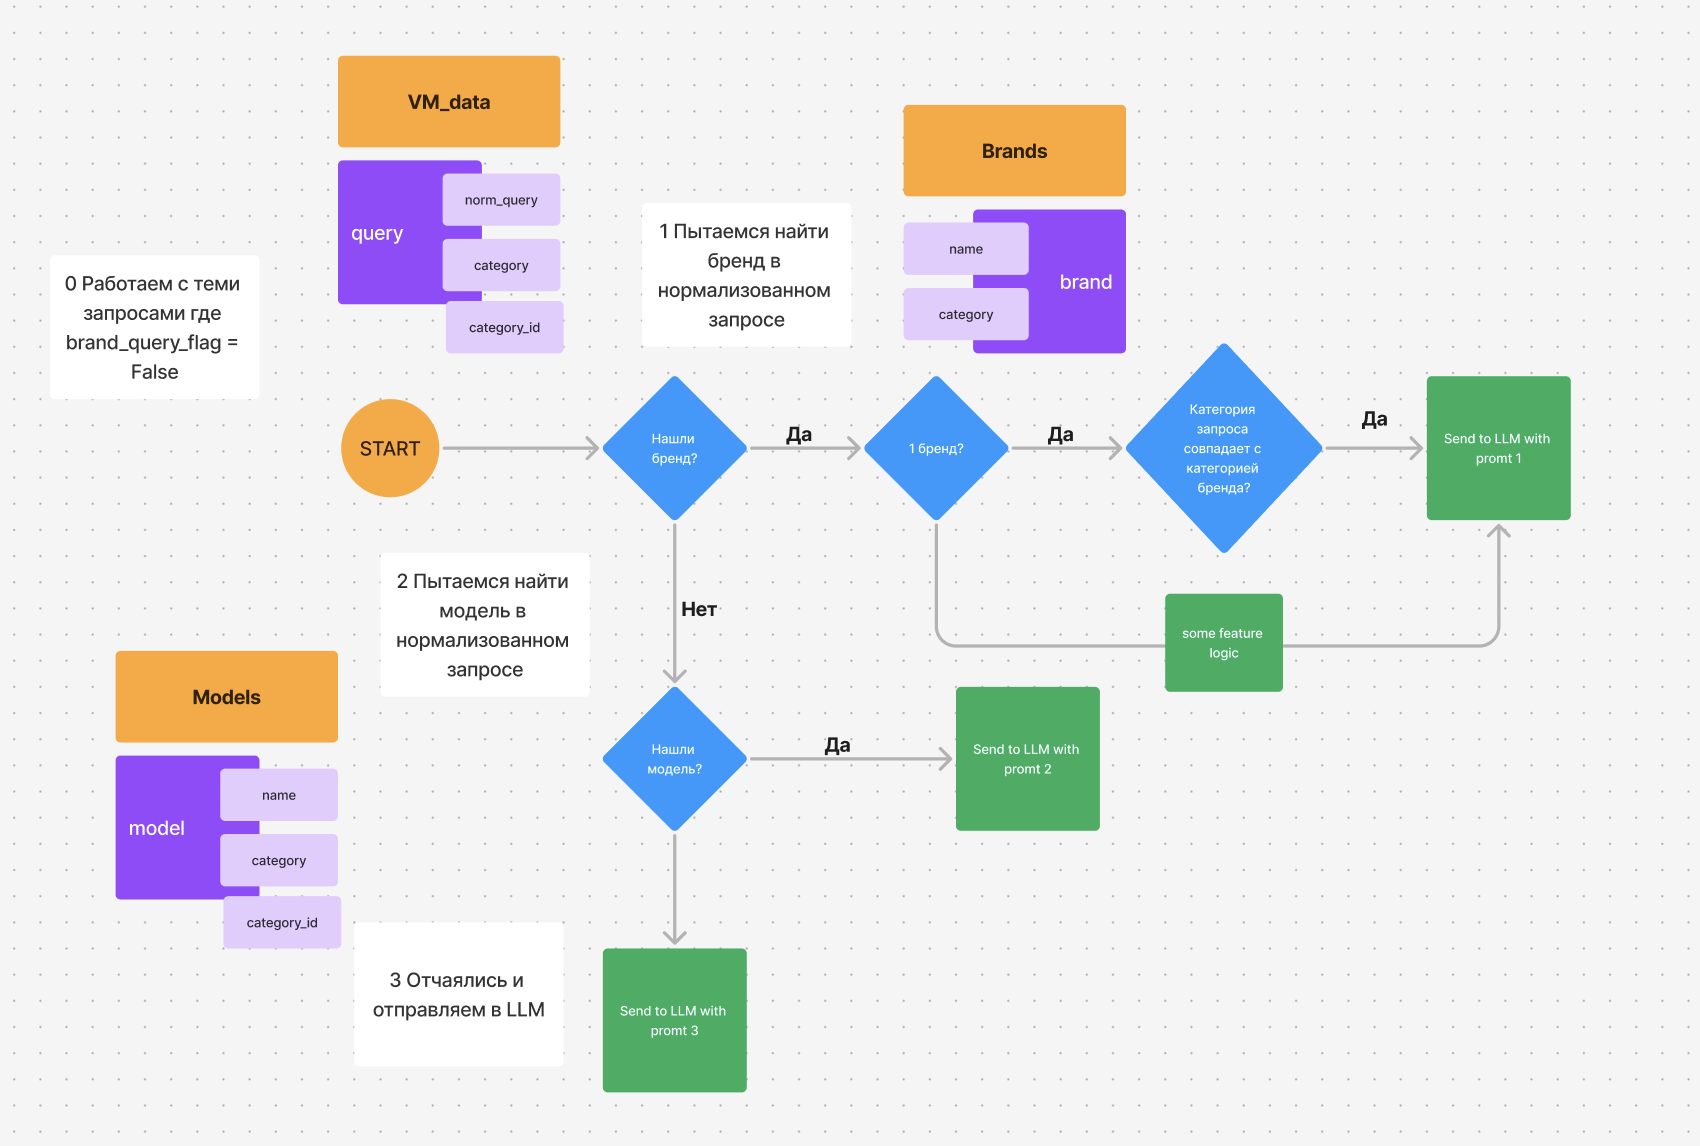 VM_data
query
norm_query
category
category_id
Brands
name
category
brand
0 Работаем с теми
запросами где
brand_query_flag =
False
1 Пытаемся найти
бренд в
нормализованном
запросе
START
Нашли
бренд?
Да
1 бренд?
Да
Категория
запроса
совпадает с
категорией
бренда?
Да
Send to LLM with
promt 1
2 Пытаемся найти
модель в
нормализованном
запросе
Нет
some feature
logic
Models
model
name
category
category_id
Нашли
модель?
Да
Send to LLM with
promt 2
3 Отчаялись и
отправляем в LLM
Send to LLM with
promt 3